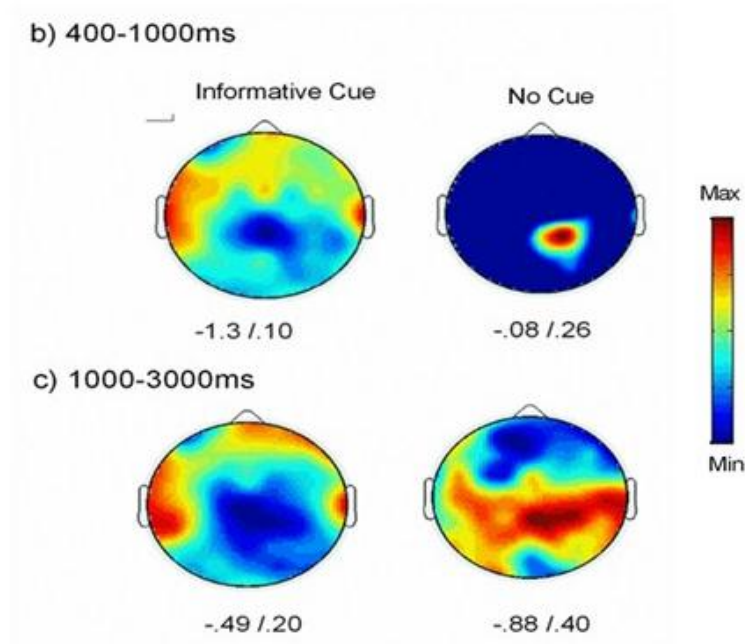 b) 400-1000ms
Informative Cue
No Cue
Max
-1.3 /.10
-.08 /.26
c) 1000-3000ms
Min
-.49 /.20
-.88 /.40